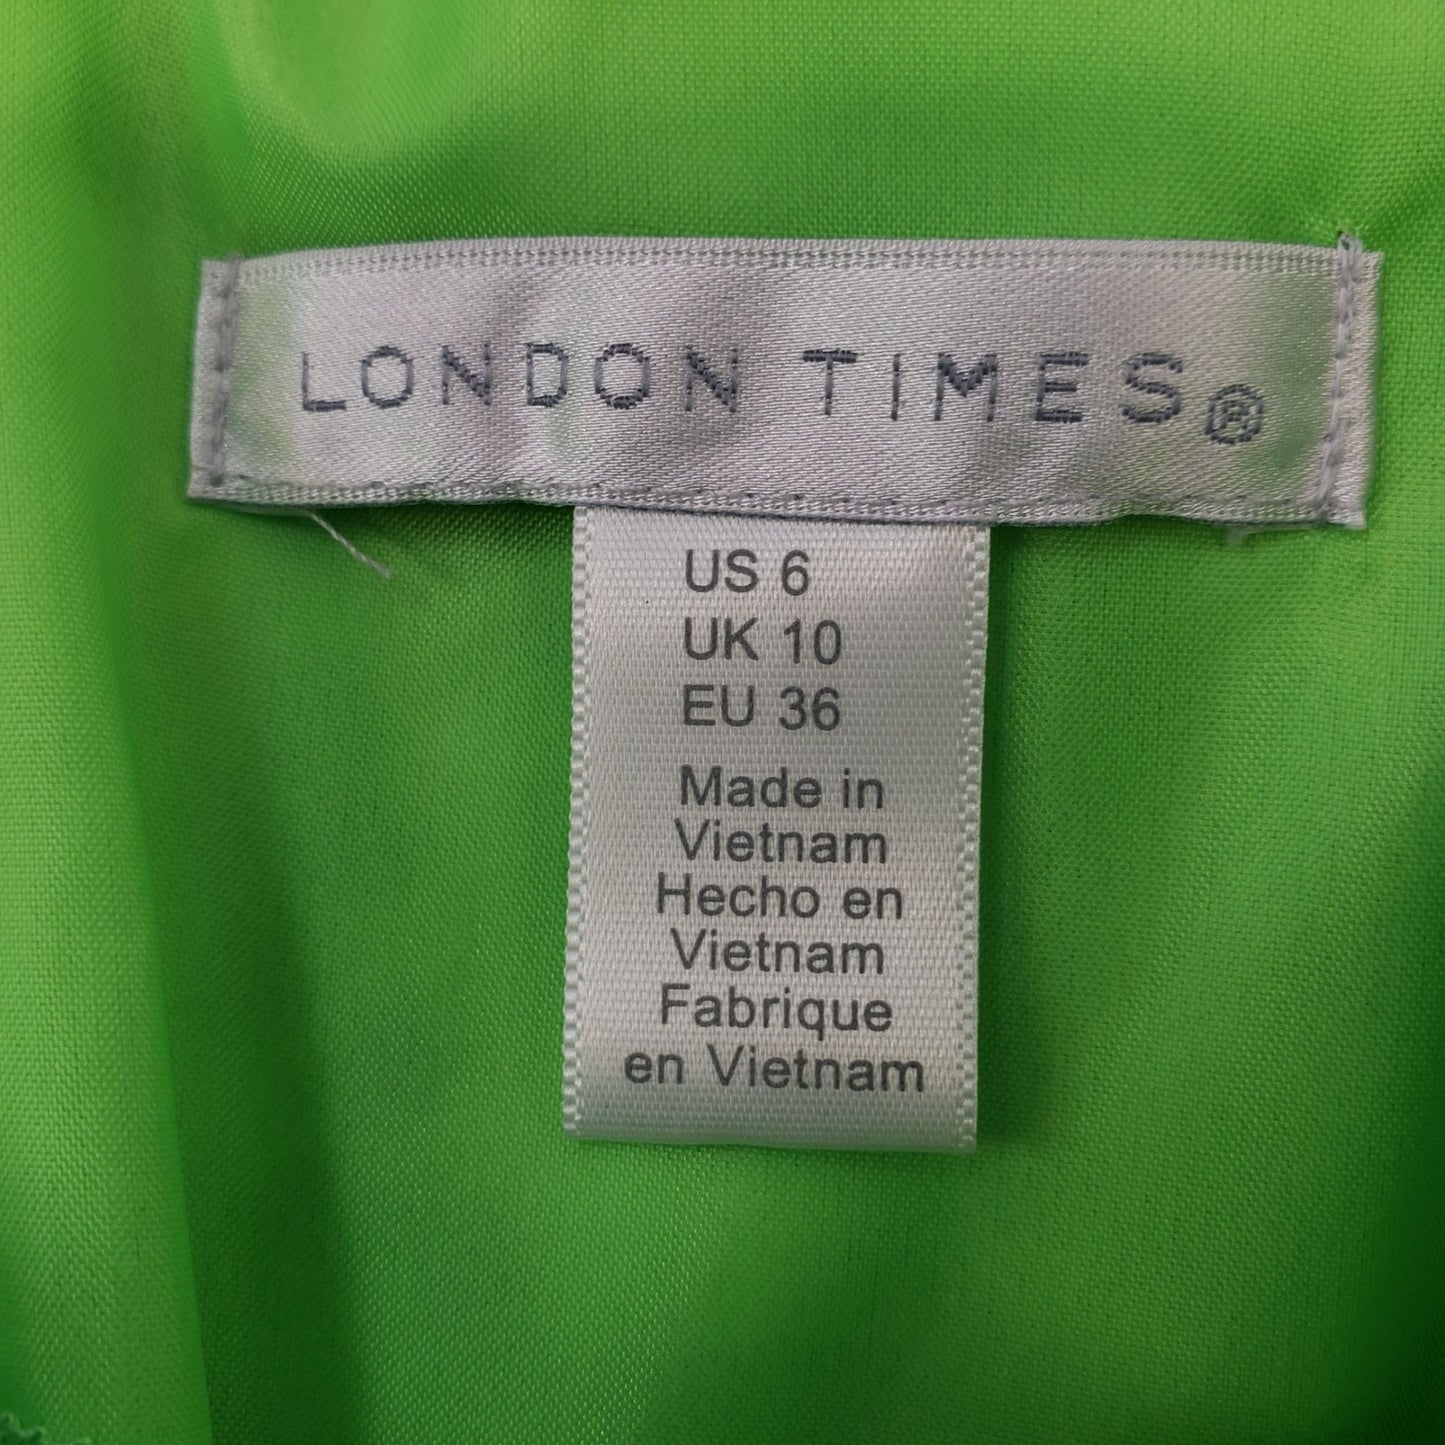 LONDON TIMES®
US 6
UK 10
EU 36
Made in
Vietnam
Hecho en
Vietnam
Fabrique
en Vietnam